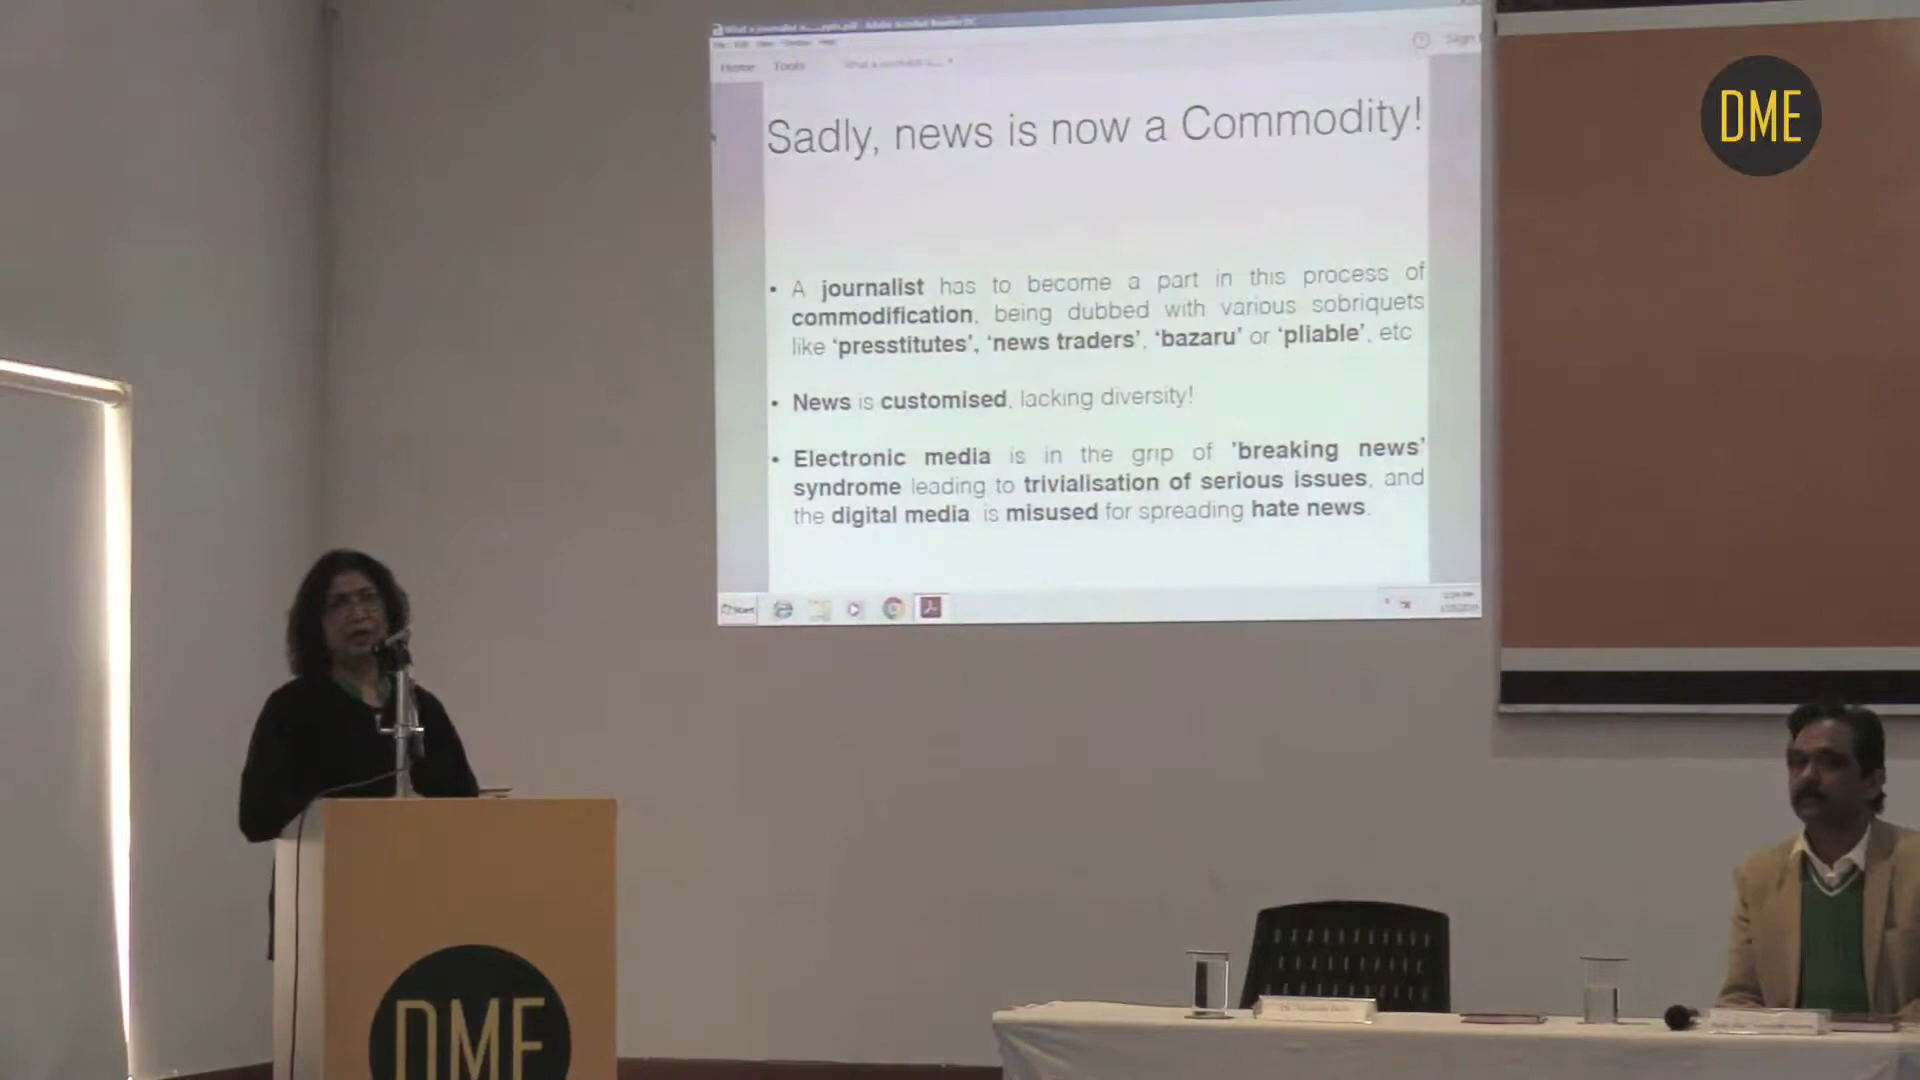 Home Tools
Sign
DME
Sadly, news is now a Commodity!
• A journalist has to become a part in this process of
commodification, being dubbed with various sobriquets
like ‘presstitutes’, ‘news traders’, ‘bazaru’ or ‘pliable’, etc
• News is customised, lacking diversity!
• Electronic media is in the grip of ’breaking news’
syndrome leading to trivialisation of serious issues, and
the digital media is misused for spreading hate news.
Start
DME